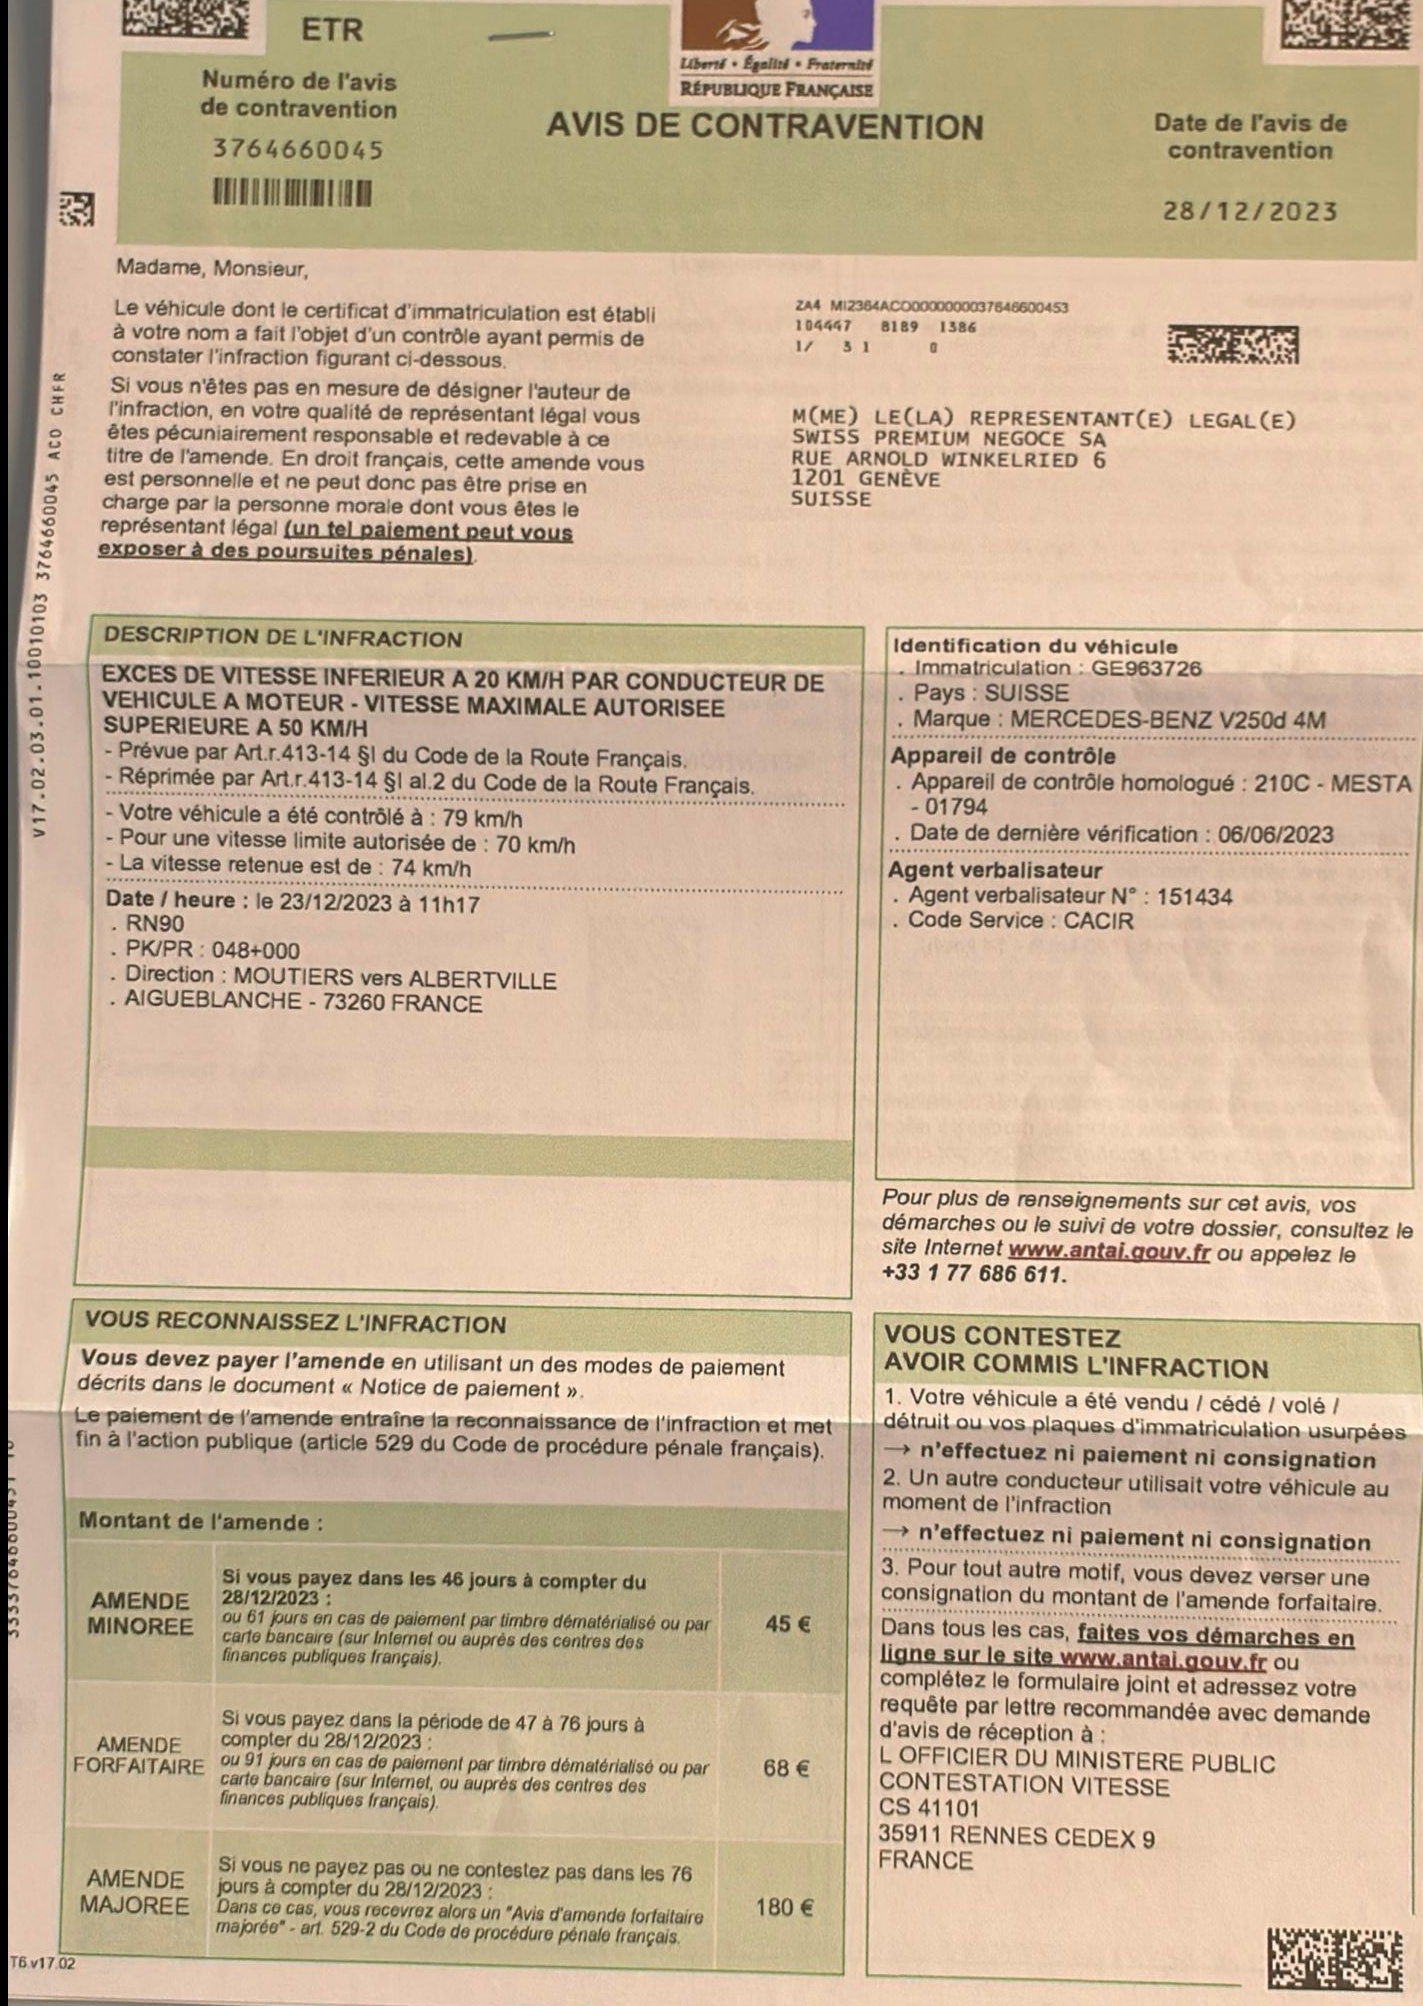 ETR
Liberté • Égalité • Fraternité
RÉPUBLIQUE FRANÇAISE
Numéro de l'avis
de contravention
3764660045
AVIS DE CONTRAVENTION
Date de l'avis de
contravention
28/12/2023
Madame, Monsieur,
Le véhicule dont le certificat d'immatriculation est établi
à votre nom a fait l'objet d'un contrôle ayant permis de
constater l'infraction figurant ci-dessous.
Si vous n'êtes pas en mesure de désigner l'auteur de
l'infraction, en votre qualité de représentant légal vous
êtes pécuniairement responsable et redevable à ce
titre de l'amende. En droit français, cette amende vous
est personnelle et ne peut donc pas être prise en
charge par la personne morale dont vous êtes le
représentant légal (un tel paiement peut vous
exposer à des poursuites pénales).
ZA4 MI2364ACO0000000037646600453
104447 8189 1386
1/ 31 0
M(ME) LE(LA) REPRESENTANT(E) LEGAL(E)
SWISS PREMIUM NEGOCE SA
RUE ARNOLD WINKELRIED 6
1201 GENÈVE
SUISSE
v17.02.03.01.10010103 3764660045 ACO CHFR
DESCRIPTION DE L'INFRACTION
EXCES DE VITESSE INFERIEUR A 20 KM/H PAR CONDUCTEUR DE
VEHICULE A MOTEUR - VITESSE MAXIMALE AUTORISEE
SUPERIEURE A 50 KM/H
- Prévue par Art.r.413-14 §I du Code de la Route Français.
- Réprimée par Art.r.413-14 §I al.2 du Code de la Route Français.
- Votre véhicule a été contrôlé à : 79 km/h
- Pour une vitesse limite autorisée de : 70 km/h
- La vitesse retenue est de : 74 km/h
Date / heure : le 23/12/2023 à 11h17
. RN90
. PK/PR : 048+000
. Direction : MOUTIERS vers ALBERTVILLE
. AIGUEBLANCHE - 73260 FRANCE
Identification du véhicule
. Immatriculation : GE963726
. Pays : SUISSE
. Marque : MERCEDES-BENZ V250d 4M
Appareil de contrôle
. Appareil de contrôle homologué : 210C - MESTA
- 01794
. Date de dernière vérification : 06/06/2023
Agent verbalisateur
. Agent verbalisateur N° : 151434
. Code Service : CACIR
Pour plus de renseignements sur cet avis, vos
démarches ou le suivi de votre dossier, consultez le
site Internet www.antai.gouv.fr ou appelez le
+33 1 77 686 611.
VOUS RECONNAISSEZ L'INFRACTION
Vous devez payer l'amende en utilisant un des modes de paiement
décrits dans le document « Notice de paiement ».
Le paiement de l'amende entraîne la reconnaissance de l'infraction et met
fin à l'action publique (article 529 du Code de procédure pénale français).
Montant de l'amende :
AMENDE
MINOREE
Si vous payez dans les 46 jours à compter du
28/12/2023 :
ou 61 jours en cas de paiement par timbre dématérialisé ou par
carte bancaire (sur Internet ou auprès des centres des
finances publiques français).
45 €
AMENDE
FORFAITAIRE
Si vous payez dans la période de 47 à 76 jours à
compter du 28/12/2023 :
ou 91 jours en cas de paiement par timbre dématérialisé ou par
carte bancaire (sur Internet, ou auprès des centres des
finances publiques français).
68 €
AMENDE
MAJOREE
Si vous ne payez pas ou ne contestez pas dans les 76
jours à compter du 28/12/2023 :
Dans ce cas, vous recevrez alors un "Avis d'amende forfaitaire
majorée" - art. 529-2 du Code de procédure pénale français.
180 €
VOUS CONTESTEZ
AVOIR COMMIS L'INFRACTION
1. Votre véhicule a été vendu / cédé / volé /
détruit ou vos plaques d'immatriculation usurpées
→ n'effectuez ni paiement ni consignation
2. Un autre conducteur utilisait votre véhicule au
moment de l'infraction
→ n'effectuez ni paiement ni consignation
3. Pour tout autre motif, vous devez verser une
consignation du montant de l'amende forfaitaire.
Dans tous les cas, faites vos démarches en
ligne sur le site www.antai.gouv.fr ou
complétez le formulaire joint et adressez votre
requête par lettre recommandée avec demande
d'avis de réception à :
L OFFICIER DU MINISTERE PUBLIC
CONTESTATION VITESSE
CS 41101
35911 RENNES CEDEX 9
FRANCE
T6.v17.02